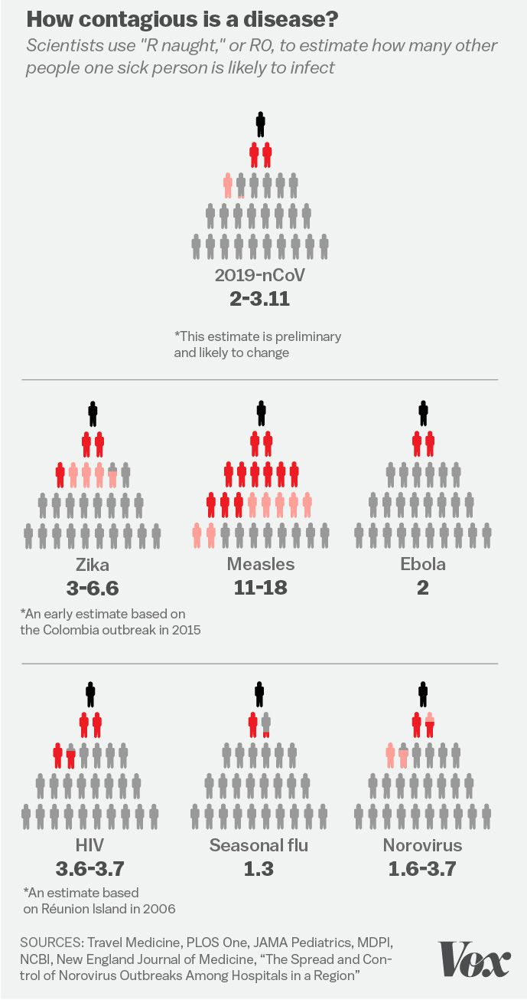 How contagious is a disease?
Scientists use "R naught," or R0, to estimate how many other
people one sick person is likely to infect
2019-nCoV
2-3.11
*This estimate is preliminary
and likely to change
Zika
3-6.6
*An early estimate based on
the Colombia outbreak in 2015
Measles
11-18
Ebola
2
HIV
3.6-3.7
*An estimate based
on Réunion Island in 2006
Seasonal flu
1.3
Norovirus
1.6-3.7
SOURCES: Travel Medicine, PLOS One, JAMA Pediatrics, MDPI,
NCBI, New England Journal of Medicine, “The Spread and Con-
trol of Norovirus Outbreaks Among Hospitals in a Region”
Vox